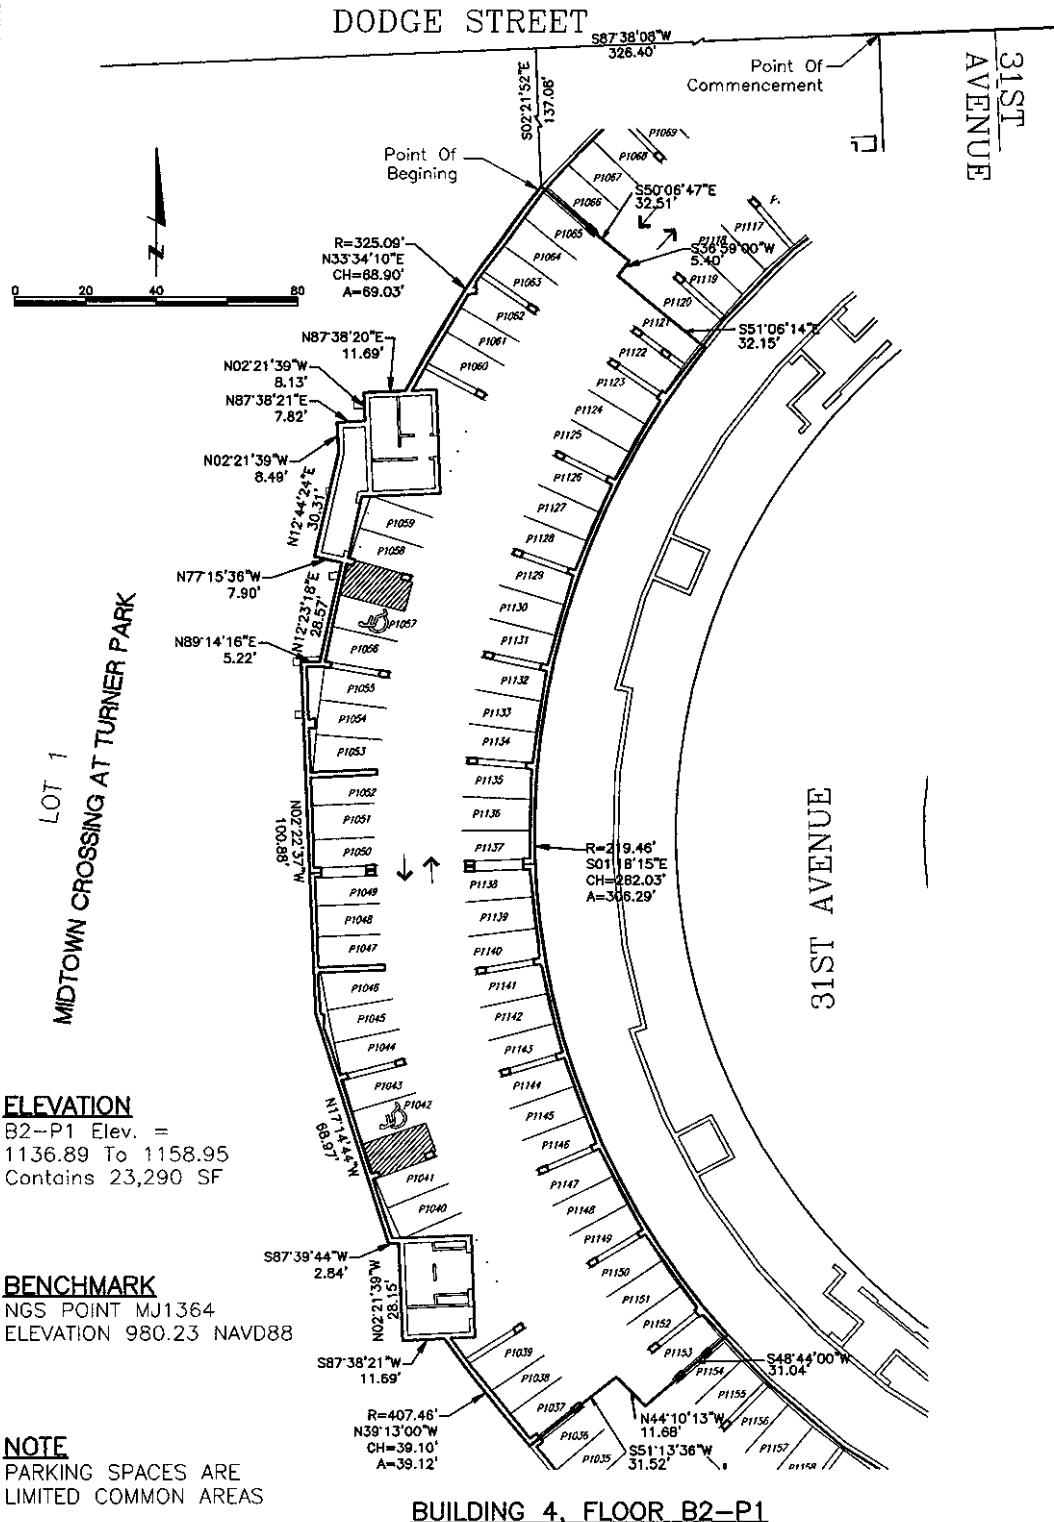 DODGE STREET
S87°38'08"W
326.40'
Point Of
Commencement
31ST
AVENUE
S02°21'52"E
137.08'
Point Of
Begining
P1069
P1068
P1067
P1066
P1065
P1064
P1063
P1062
P1061
P1060
S50°06'47"E
32.51'
P1117
P1118
S36°59'00"W
5.40'
P1119
P1120
P1121
S51°06'14"E
32.15'
R=325.09'
N33°34'10"E
CH=68.90'
A=69.03'
N
0 20 40 80
N87°38'20"E
11.69'
N02°21'39"W
8.13'
N87°38'21"E
7.82'
N02°21'39"W
8.49'
N12°44'24"E
30.31'
N77°15'36"W
7.90'
N12°23'18"E
28.57'
N89°14'16"E
5.22'
P1122
P1123
P1124
P1125
P1126
P1127
P1128
P1129
P1130
P1131
P1132
P1133
P1134
P1135
P1136
P1137
P1138
P1139
P1140
P1141
P1142
P1143
P1144
P1145
P1146
P1147
P1148
P1149
P1150
P1151
P1152
P1153
P1154
P1155
P1156
P1157
P1158
P1059
P1058
P1057
P1056
P1055
P1054
P1053
P1052
P1051
P1050
P1049
P1048
P1047
P1046
P1045
P1044
P1043
P1042
P1041
P1040
P1039
P1038
P1037
P1036
P1035
LOT 1
MIDTOWN CROSSING AT TURNER PARK
N02°22'37"W
100.88'
R=219.46'
S01°18'15"E
CH=282.03'
A=306.29'
31ST AVENUE
N17°14'44"W
68.97'
ELEVATION
B2-P1 Elev. =
1136.89 To 1158.95
Contains 23,290 SF
S87°39'44"W
2.84'
N02°21'39"W
28.15'
BENCHMARK
NGS POINT MJ1364
ELEVATION 980.23 NAVD88
S87°38'21"W
11.69'
R=407.46'
N39°13'00"W
CH=39.10'
A=39.12'
S48°44'00"W
31.04'
N44°10'13"W
11.68'
S51°13'36"W
31.52'
NOTE
PARKING SPACES ARE
LIMITED COMMON AREAS
BUILDING 4, FLOOR B2-P1